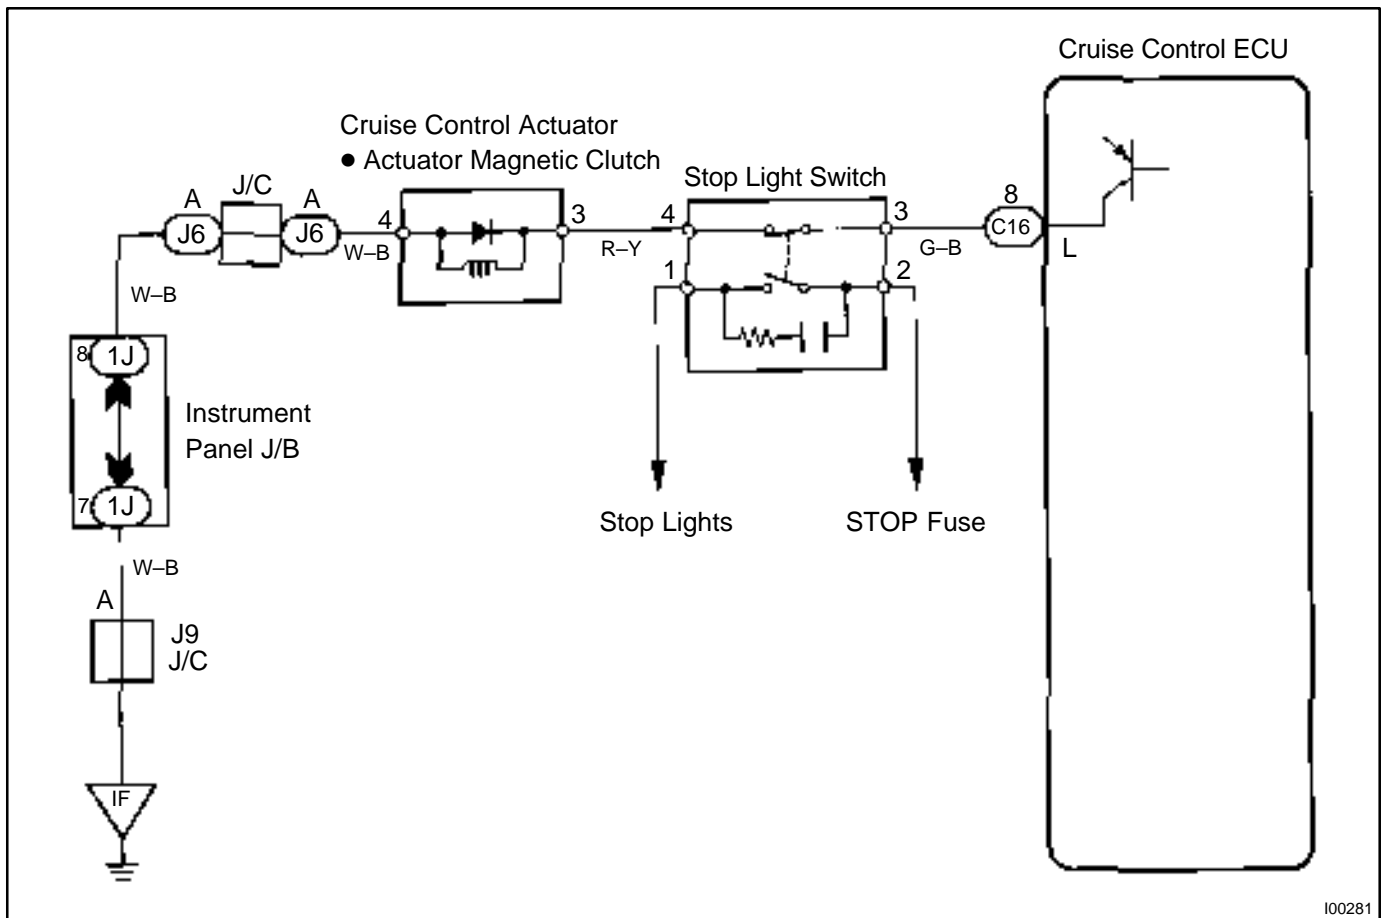 Cruise Control ECU
Cruise Control Actuator
● Actuator Magnetic Clutch
Stop Light Switch
A J/C A
J6 J6
4 3
4 3
8
C16
L
W–B
R–Y
G–B
1 2
W–B
8 1J
Instrument
Panel J/B
7 1J
Stop Lights
STOP Fuse
W–B
A
J9
J/C
IF
I00281